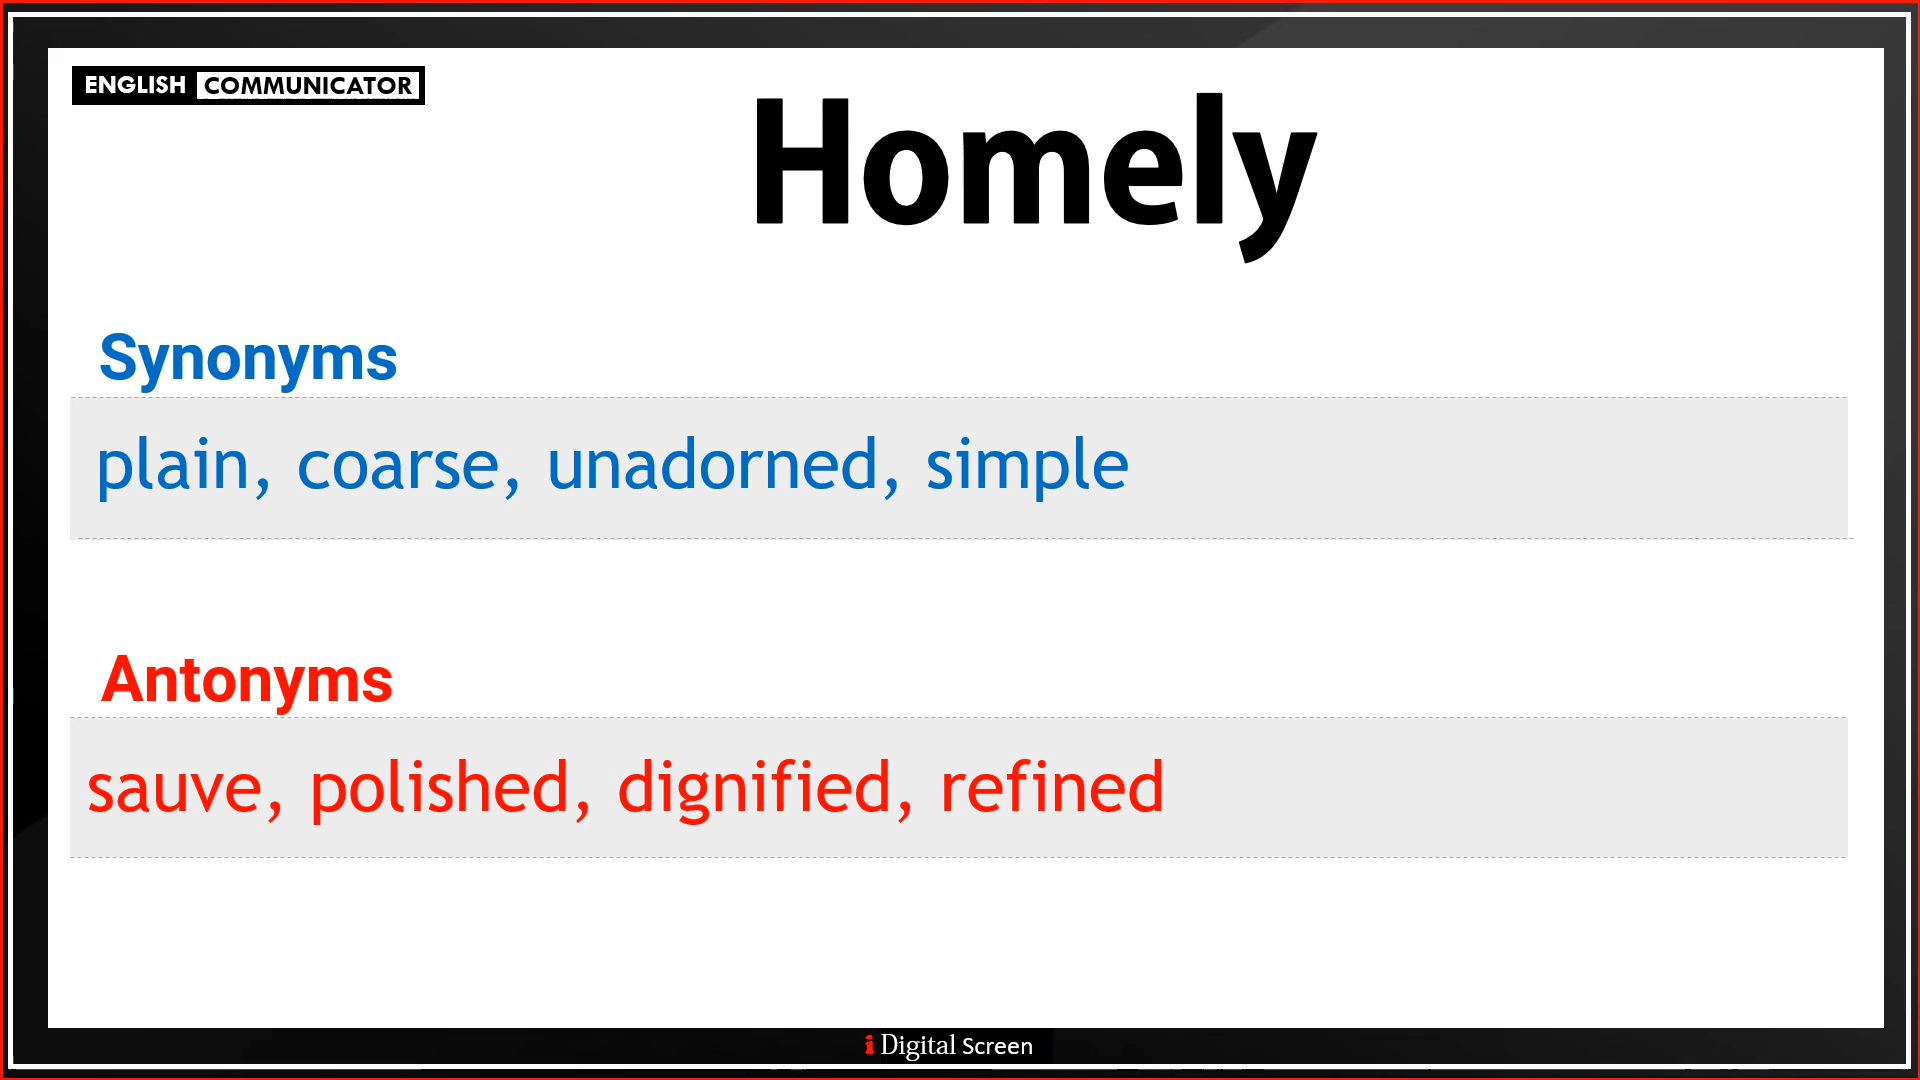 ENGLISH COMMUNICATOR
Homely
Synonyms
plain, coarse, unadorned, simple
Antonyms
sauve, polished, dignified, refined
i Digital Screen